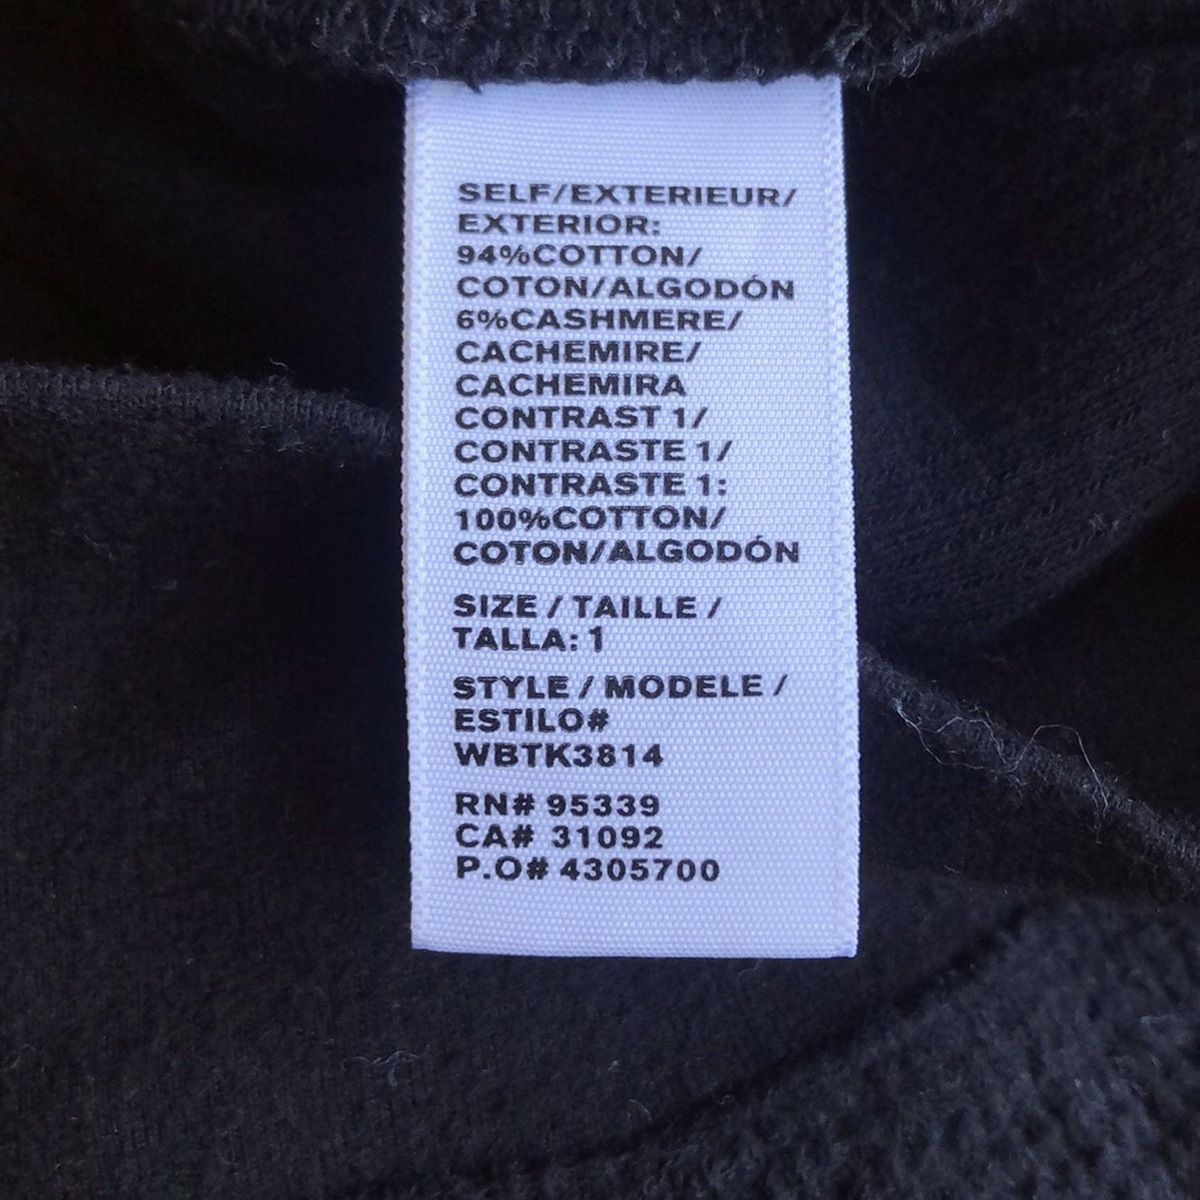 SELF/EXTERIEUR/
EXTERIOR:
94%COTTON/
COTON/ALGODÓN
6%CASHMERE/
CACHEMIRE/
CACHEMIRA
CONTRAST 1/
CONTRASTE 1/
CONTRASTE 1:
100%COTTON/
COTON/ALGODÓN
SIZE / TAILLE /
TALLA: 1
STYLE / MODELE /
ESTILO#
WBTK3814
RN# 95339
CA# 31092
P.O# 4305700